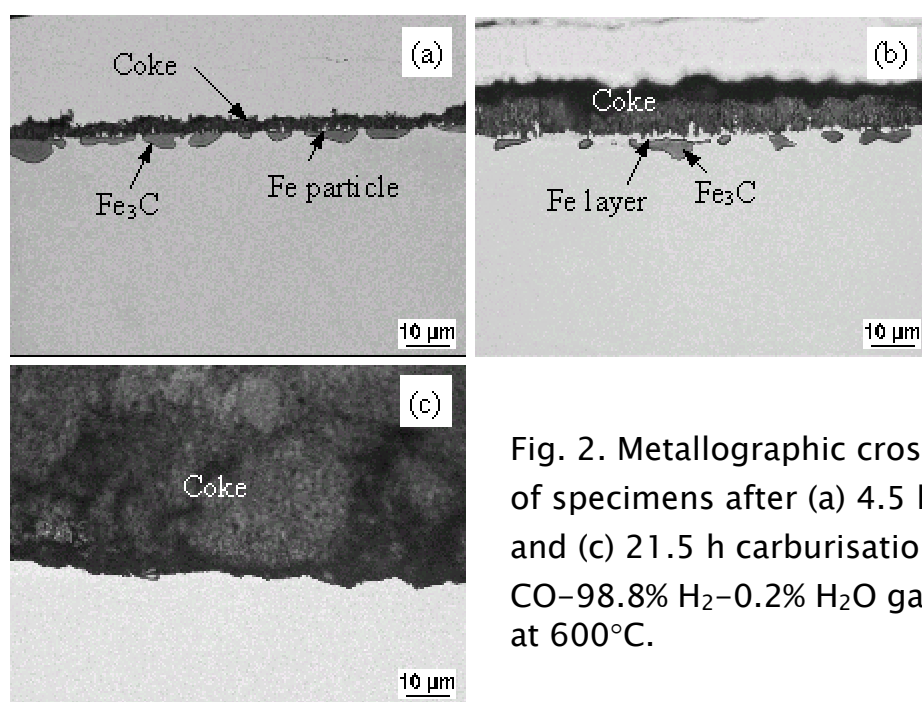 (a)
Coke
Fe₃C
Fe particle
10 µm
(b)
Coke
Fe layer
Fe₃C
10 µm
(c)
Coke
10 µm
Fig. 2. Metallographic cros
of specimens after (a) 4.5
and (c) 21.5 h carburisatio
CO–98.8% H₂–0.2% H₂O ga
at 600°C.